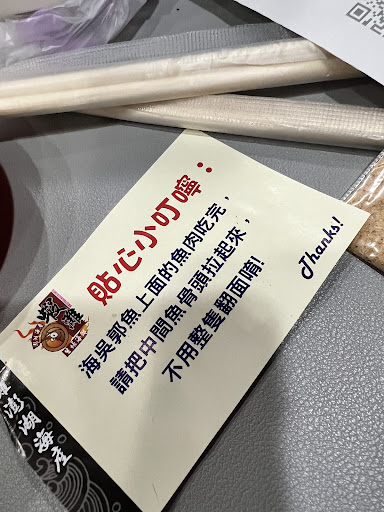 貼心小叮嚀：
海吳郭魚上面的魚肉吃完，
請把中間魚骨頭拉起來，
不用整隻翻面唷!
Thanks!
澎湖海產